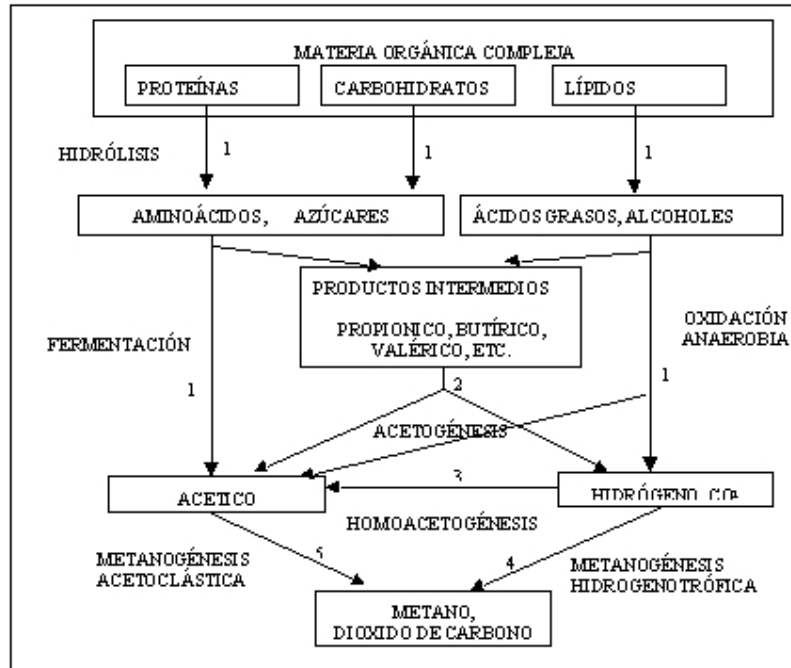 MATERIA ORGÁNICA COMPLEJA
PROTEÍNAS
CARBOHIDRATOS
LÍPIDOS
1
1
1
HIDRÓLISIS
AMINOÁCIDOS, AZÚCARES
ÁCIDOS GRASOS, ALCOHOLES
PRODUCTOS INTERMEDIOS
PROPIONICO, BUTÍRICO,
VALÉRICO, ETC.
OXIDACIÓN
ANAEROBIA
FERMENTACIÓN
1
2
1
ACETOGÉNESIS
ACETICO
3
HIDRÓGENO, CO₂
HOMOACETOGÉNESIS
METANOGÉNESIS
ACETOCLÁSTICA
5
4
METANOGÉNESIS
HIDROGENOTRÓFICA
METANO,
DIOXIDO DE CARBONO